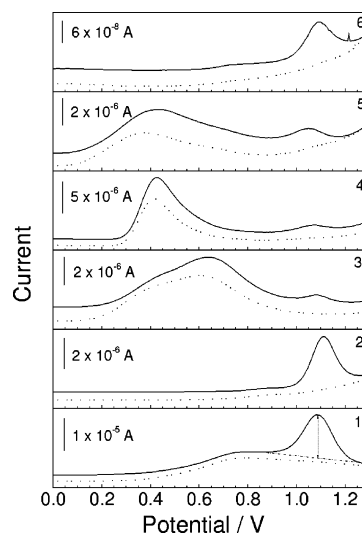 6 x 10⁻⁸ A
6
2 x 10⁻⁶ A
5
5 x 10⁻⁶ A
4
2 x 10⁻⁶ A
3
2 x 10⁻⁶ A
2
1 x 10⁻⁵ A
1
Current
0.0 0.2 0.4 0.6 0.8 1.0 1.2
Potential / V